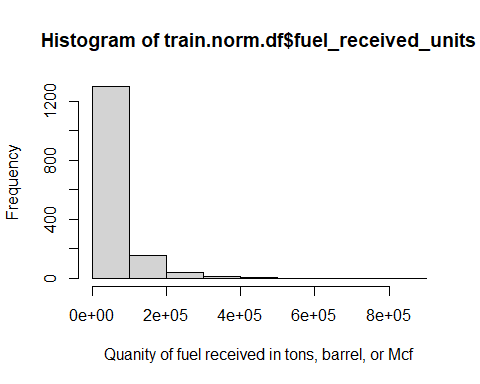 Histogram of train.norm.df$fuel_received_units
Frequency
1200
800
400
0
0e+00 2e+05 4e+05 6e+05 8e+05
Quanity of fuel received in tons, barrel, or Mcf